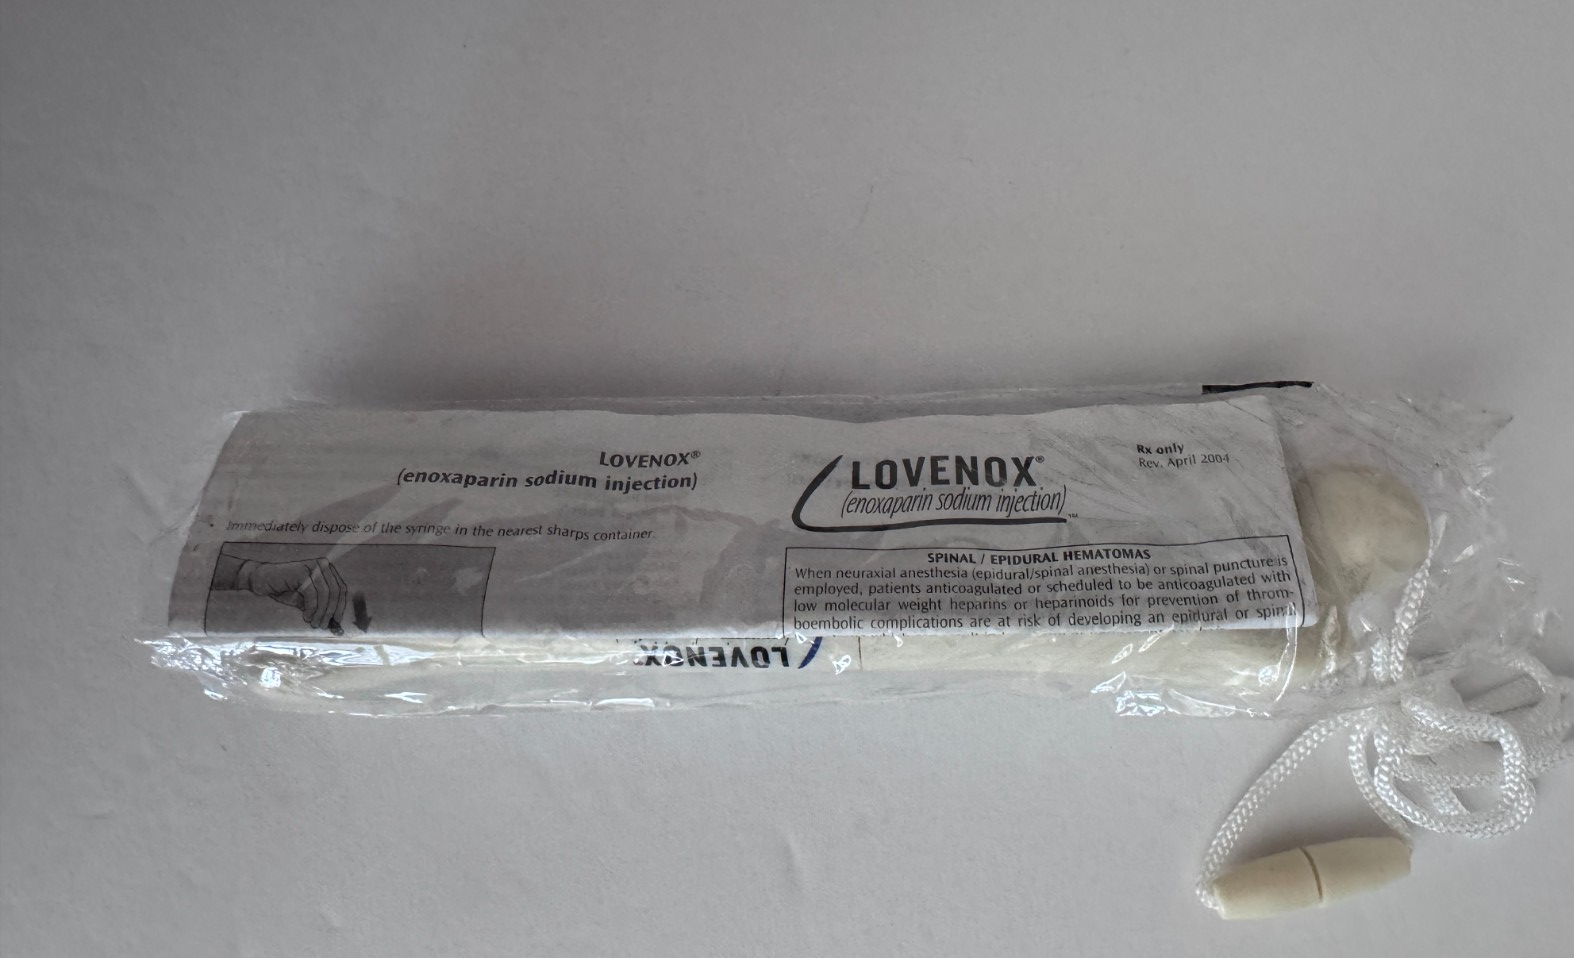 LOVENOX®
(enoxaparin sodium injection)
• Immediately dispose of the syringe in the nearest sharps container.
LOVENOX®
(enoxaparin sodium injection)™
Rx only
Rev. April 2004
SPINAL / EPIDURAL HEMATOMAS
When neuraxial anesthesia (epidural/spinal anesthesia) or spinal puncture is
employed, patients anticoagulated or scheduled to be anticoagulated with
low molecular weight heparins or heparinoids for prevention of throm-
boembolic complications are at risk of developing an epidural or spinal
LOVENOX